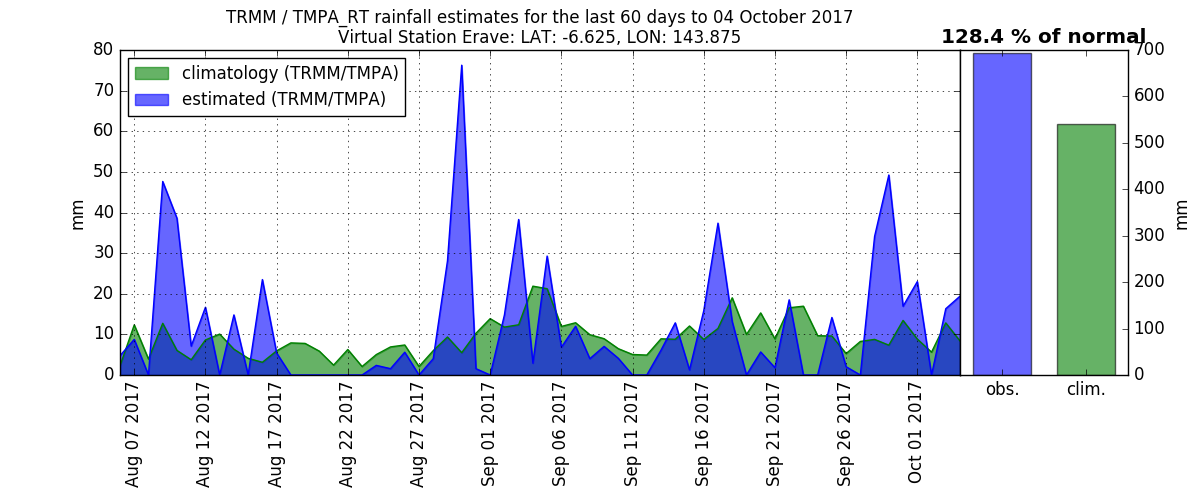 TRMM / TMPA_RT rainfall estimates for the last 60 days to 04 October 2017
Virtual Station Erave: LAT: -6.625, LON: 143.875
128.4 % of normal
climatology (TRMM/TMPA)
estimated (TRMM/TMPA)
mm
80
70
60
50
40
30
20
10
0
Aug 07 2017
Aug 12 2017
Aug 17 2017
Aug 22 2017
Aug 27 2017
Sep 01 2017
Sep 06 2017
Sep 11 2017
Sep 16 2017
Sep 21 2017
Sep 26 2017
Oct 01 2017
obs.
clim.
700
600
500
400
300
200
100
0
mm